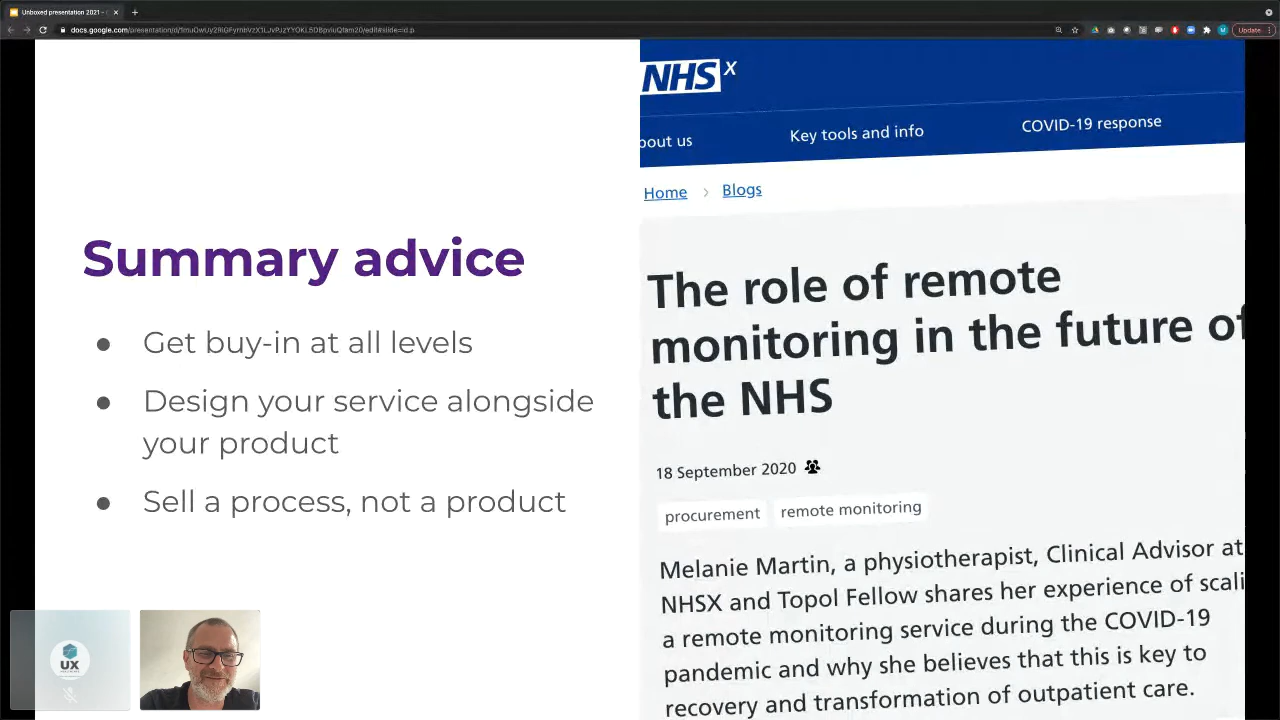 Unboxed presentation 2021 -
Update
Summary advice
Get buy-in at all levels
Design your service alongside
your product
Sell a process, not a product
NHS X
bout us
Key tools and info
COVID-19 response
Home
Blogs
The role of remote
monitoring in the future of
the NHS
18 September 2020
procurement
remote monitoring
Melanie Martin, a physiotherapist, Clinical Advisor at
NHSX and Topol Fellow shares her experience of scali
a remote monitoring service during the COVID-19
pandemic and why she believes that this is key to
recovery and transformation of outpatient care.
UX